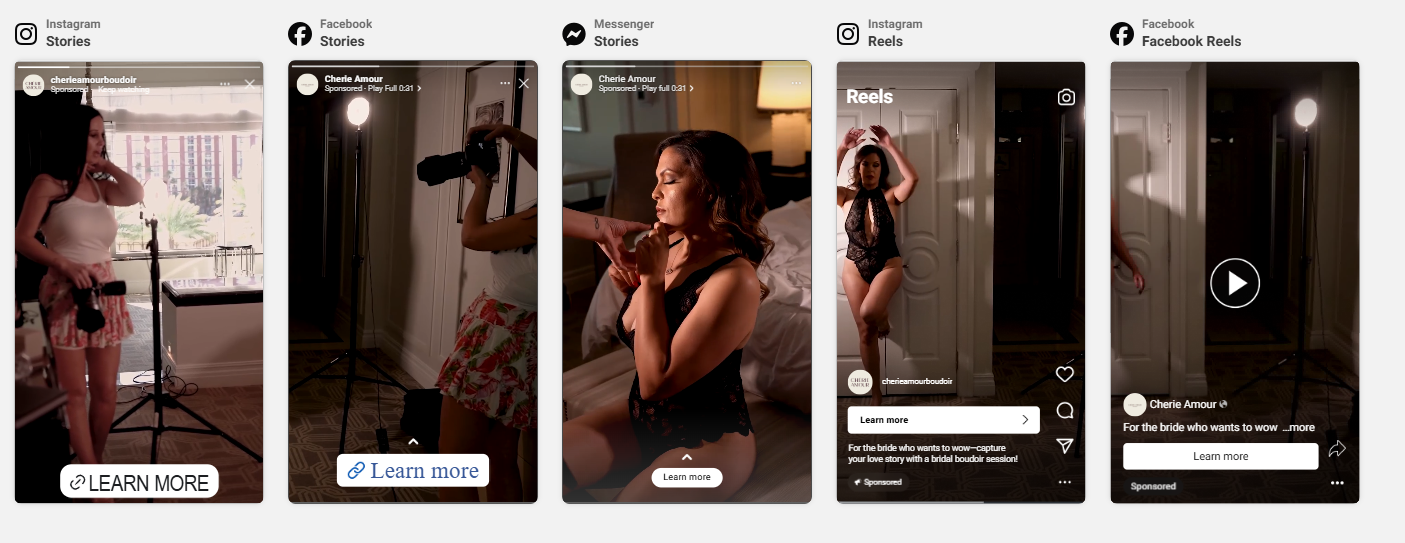 Instagram
Stories
Facebook
Stories
Messenger
Stories
Instagram
Reels
Facebook
Facebook Reels
cherieamourboudoir
Sponsored · Keep watching
LEARN MORE
Cherie Amour
Sponsored · Play Full 0:31
Learn more
Cherie Amour
Sponsored · Play full 0:31
Learn more
Reels
CHERIE
AMOUR
cherieamourboudoir
Learn more
For the bride who wants to wow—capture
your love story with a bridal boudoir session!
Sponsored
Cherie Amour
For the bride who wants to wow ...more
Learn more
Sponsored